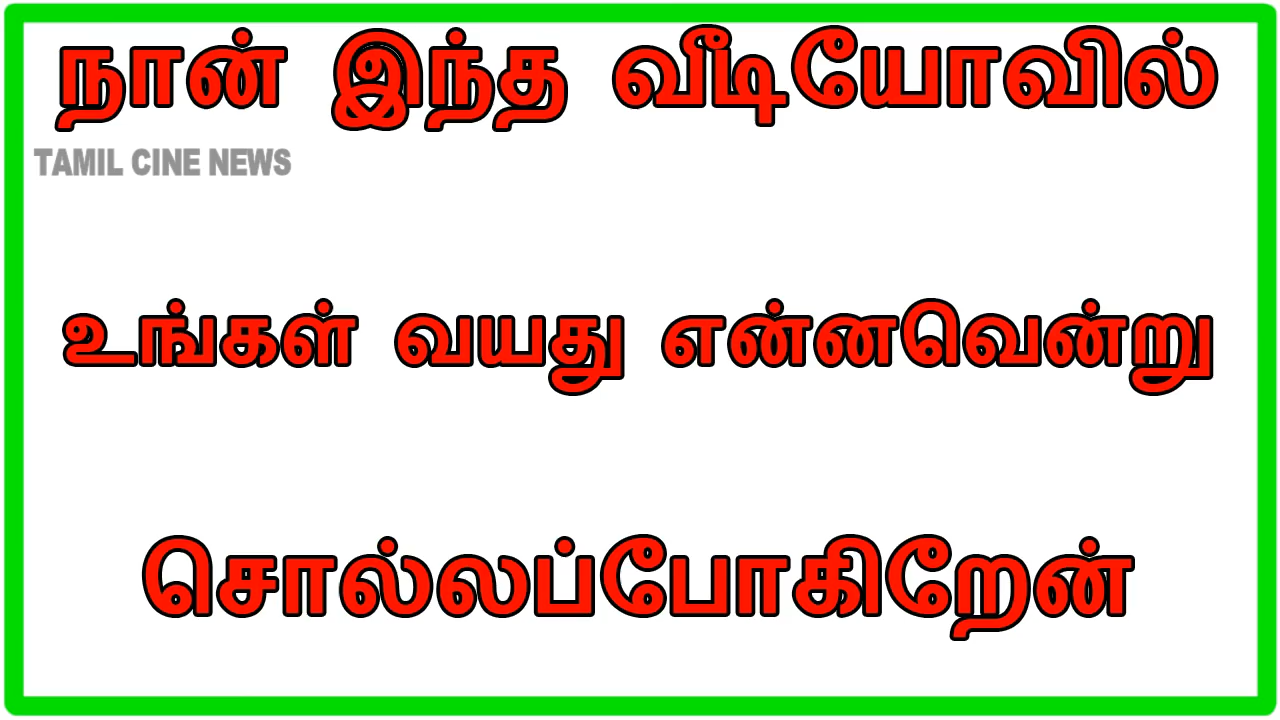 நான் இந்த வீடியோவில்
TAMIL CINE NEWS
உங்கள் வயது என்னவென்று
சொல்லப்போகிறேன்